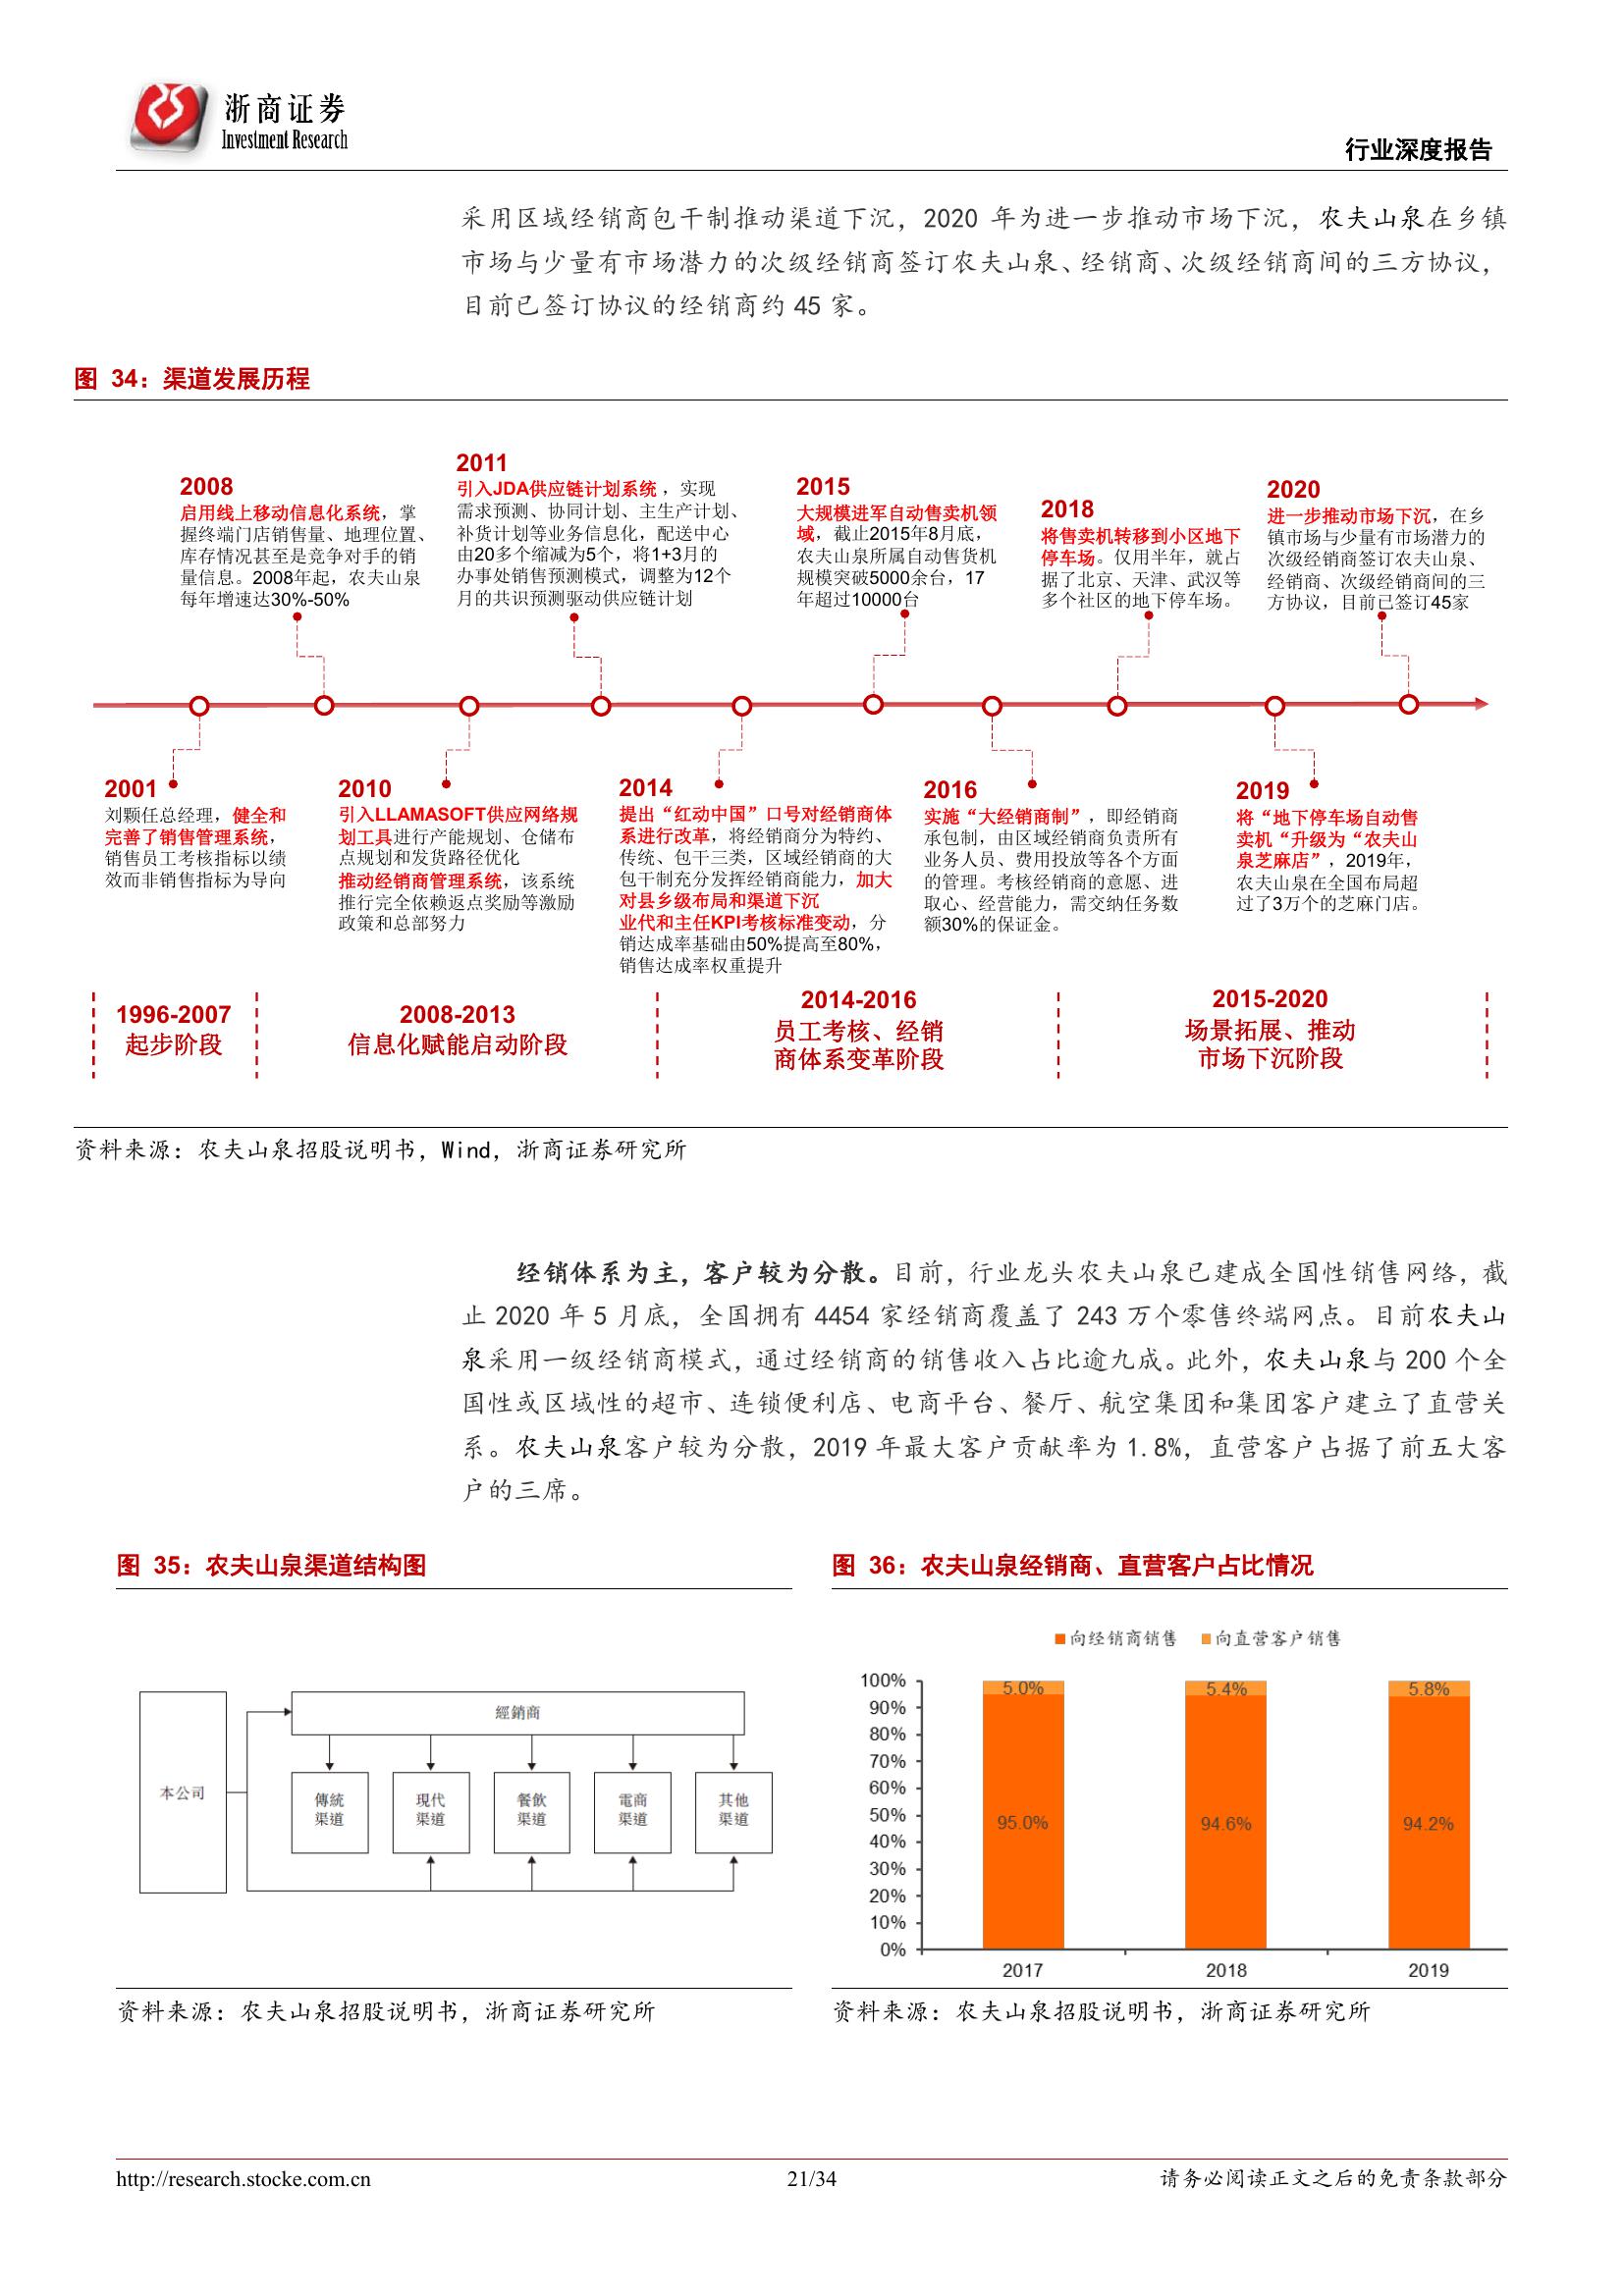 浙商证券
Investment Research
行业深度报告
采用区域经销商包干制推动渠道下沉，2020 年为进一步推动市场下沉，农夫山泉在乡镇
市场与少量有市场潜力的次级经销商签订农夫山泉、经销商、次级经销商间的三方协议，
目前已签订协议的经销商约 45 家。
图 34：渠道发展历程
2008
启用线上移动信息化系统，掌
握终端门店销售量、地理位置、
库存情况甚至是竞争对手的销
量信息。2008年起，农夫山泉
每年增速达30%-50%
2011
引入JDA供应链计划系统，实现
需求预测、协同计划、主生产计划、
补货计划等业务信息化，配送中心
由20多个缩减为5个，将1+3月的
办事处销售预测模式，调整为12个
月的共识预测驱动供应链计划
2015
大规模进军自动售卖机领
域，截止2015年8月底，
农夫山泉所属自动售货机
规模突破5000余台，17
年超过10000台
2018
将售卖机转移到小区地下
停车场。仅用半年，就占
据了北京、天津、武汉等
多个社区的地下停车场。
2020
进一步推动市场下沉，在乡
镇市场与少量有市场潜力的
次级经销商签订农夫山泉、
经销商、次级经销商间的三
方协议，目前已签订45家
2001
刘颗任总经理，健全和
完善了销售管理系统，
销售员工考核指标以绩
效而非销售指标为导向
2010
引入LLAMASOFT供应网络规
划工具进行产能规划、仓储布
点规划和发货路径优化
推动经销商管理系统，该系统
推行完全依赖返点奖励等激励
政策和总部努力
2014
提出“红动中国”口号对经销商体
系进行改革，将经销商分为特约、
传统、包干三类，区域经销商的大
包干制充分发挥经销商能力，加大
对县乡级布局和渠道下沉
业代和主任KPI考核标准变动，分
销达成率基础由50%提高至80%，
销售达成率权重提升
2016
实施“大经销商制”，即经销商
承包制，由区域经销商负责所有
业务人员、费用投放等各个方面
的管理。考核经销商的意愿、进
取心、经营能力，需交纳任务数
额30%的保证金。
2019
将“地下停车场自动售
卖机“升级为“农夫山
泉芝麻店”，2019年，
农夫山泉在全国布局超
过了3万个的芝麻门店。
1996-2007
起步阶段
2008-2013
信息化赋能启动阶段
2014-2016
员工考核、经销
商体系变革阶段
2015-2020
场景拓展、推动
市场下沉阶段
资料来源：农夫山泉招股说明书，Wind，浙商证券研究所
经销体系为主，客户较为分散。目前，行业龙头农夫山泉已建成全国性销售网络，截
止 2020 年 5 月底，全国拥有 4454 家经销商覆盖了 243 万个零售终端网点。目前农夫山
泉采用一级经销商模式，通过经销商的销售收入占比逾九成。此外，农夫山泉与 200 个全
国性或区域性的超市、连锁便利店、电商平台、餐厅、航空集团和集团客户建立了直营关
系。农夫山泉客户较为分散，2019 年最大客户贡献率为 1.8%，直营客户占据了前五大客
户的三席。
图 35：农夫山泉渠道结构图
本公司
經銷商
傳統
渠道
現代
渠道
餐飲
渠道
電商
渠道
其他
渠道
资料来源：农夫山泉招股说明书，浙商证券研究所
图 36：农夫山泉经销商、直营客户占比情况
向经销商销售 向直营客户销售
100%
90%
80%
70%
60%
50%
40%
30%
20%
10%
0%
5.0% 5.4% 5.8%
95.0% 94.6% 94.2%
2017 2018 2019
资料来源：农夫山泉招股说明书，浙商证券研究所
http://research.stocke.com.cn 21/34 请务必阅读正文之后的免责条款部分